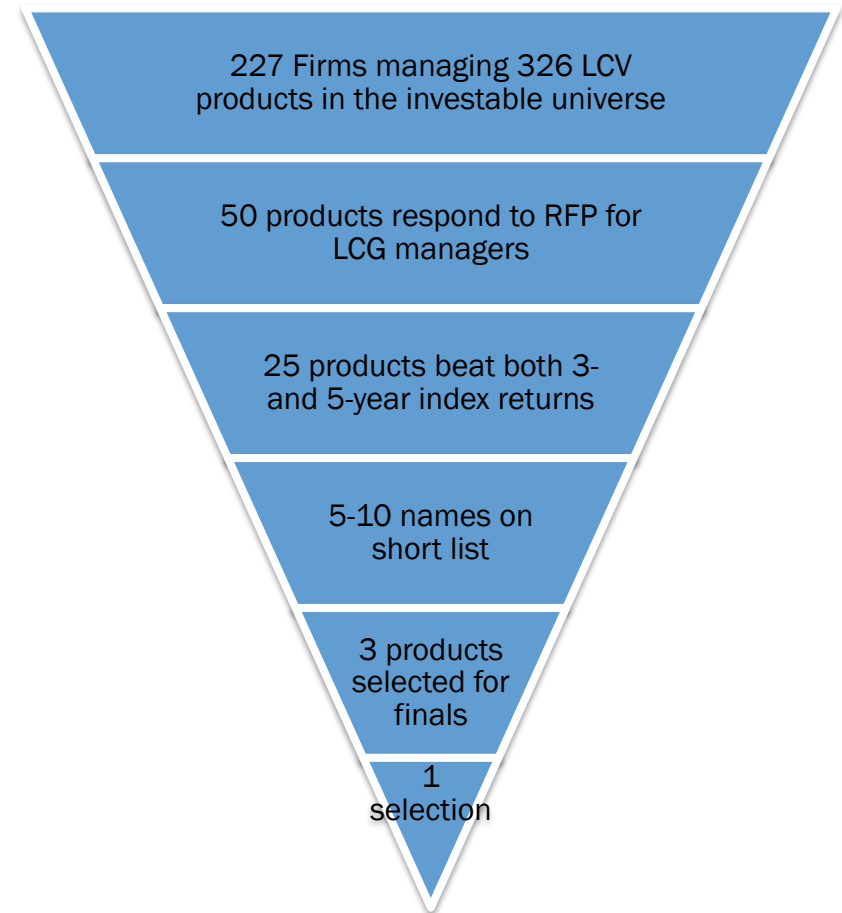 227 Firms managing 326 LCV
products in the investable universe
50 products respond to RFP for
LCG managers
25 products beat both 3-
and 5-year index returns
5-10 names on
short list
3 products
selected for
finals
1
selection